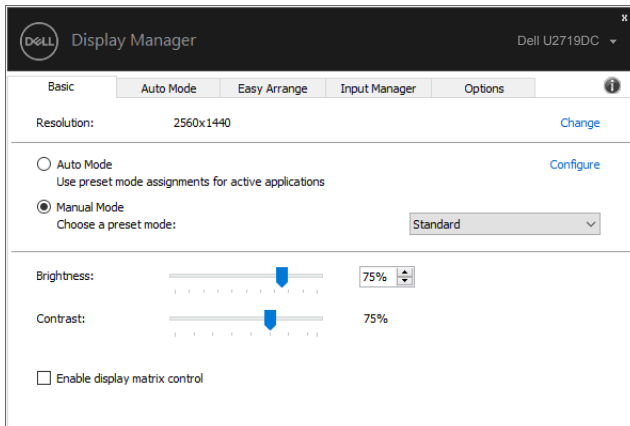 x
DELL Display Manager Dell U2719DC
Basic Auto Mode Easy Arrange Input Manager Options i
Resolution: 2560x1440 Change
Auto Mode Configure
Use preset mode assignments for active applications
Manual Mode
Choose a preset mode: Standard
Brightness: 75%
Contrast: 75%
Enable display matrix control